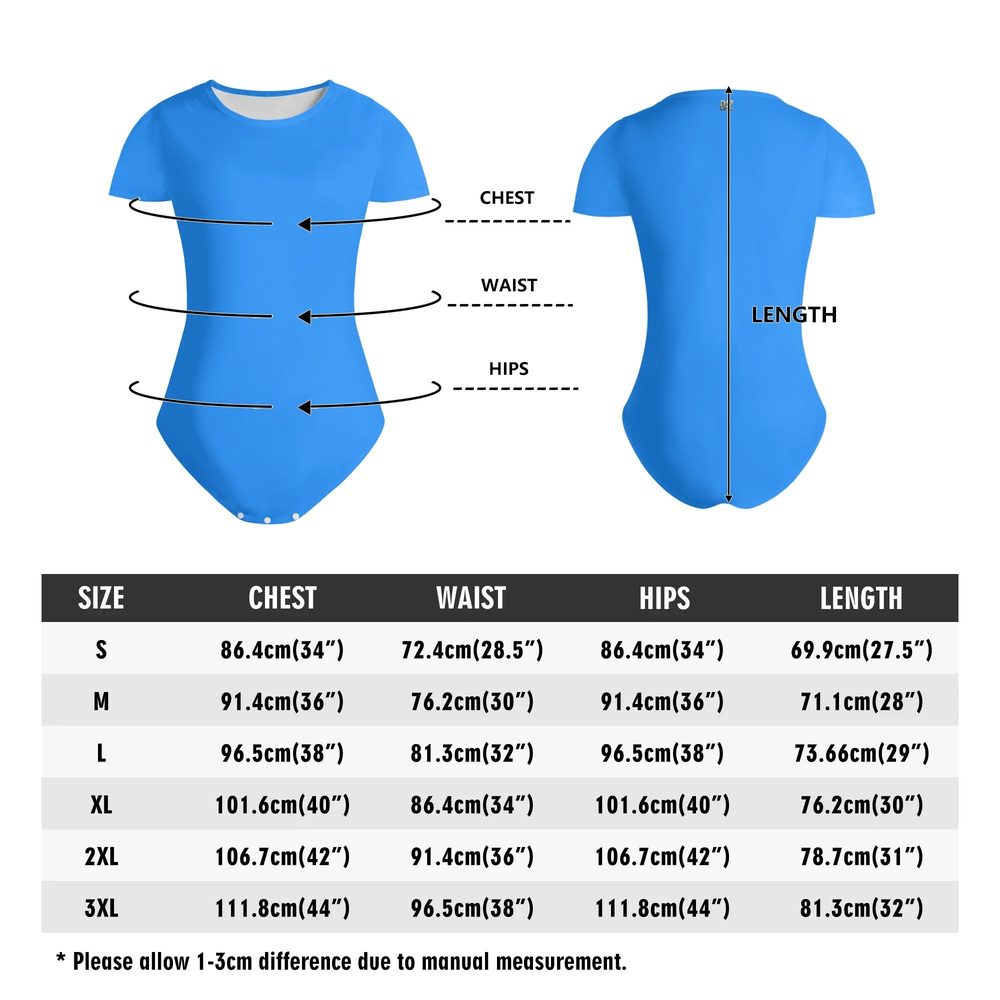 CHEST
WAIST
LENGTH
HIPS
SIZE CHEST WAIST HIPS LENGTH
S 86.4cm(34”) 72.4cm(28.5”) 86.4cm(34”) 69.9cm(27.5”)
M 91.4cm(36”) 76.2cm(30”) 91.4cm(36”) 71.1cm(28”)
L 96.5cm(38”) 81.3cm(32”) 96.5cm(38”) 73.66cm(29”)
XL 101.6cm(40”) 86.4cm(34”) 101.6cm(40”) 76.2cm(30”)
2XL 106.7cm(42”) 91.4cm(36”) 106.7cm(42”) 78.7cm(31”)
3XL 111.8cm(44”) 96.5cm(38”) 111.8cm(44”) 81.3cm(32”)
* Please allow 1-3cm difference due to manual measurement.